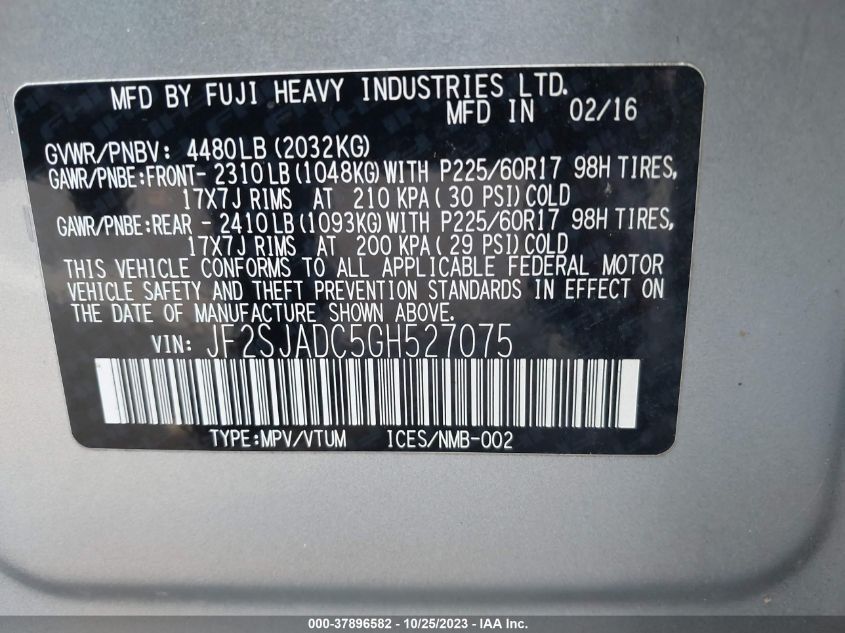 MFD BY FUJI HEAVY INDUSTRIES LTD.
MFD IN 02/16
GVWR/PNBV: 4480LB(2032KG)
GAWR/PNBE:FRONT- 2310LB(1048KG)WITH P225/60R17 98H TIRES,
17X7J RIMS AT 210 KPA( 30 PSI)COLD
GAWR/PNBE:REAR - 2410LB(1093KG)WITH P225/60R17 98H TIRES,
17X7J RIMS AT 200 KPA( 29 PSI)COLD
THIS VEHICLE CONFORMS TO ALL APPLICABLE FEDERAL MOTOR
VEHICLE SAFETY AND THEFT PREVENTION STANDARDS IN EFFECT ON
THE DATE OF MANUFACTURE SHOWN ABOVE.
VIN: JF2SJADC5GH527075
TYPE:MPV/VTUM ICES/NMB-002
000-37896582 - 10/25/2023 - IAA Inc.